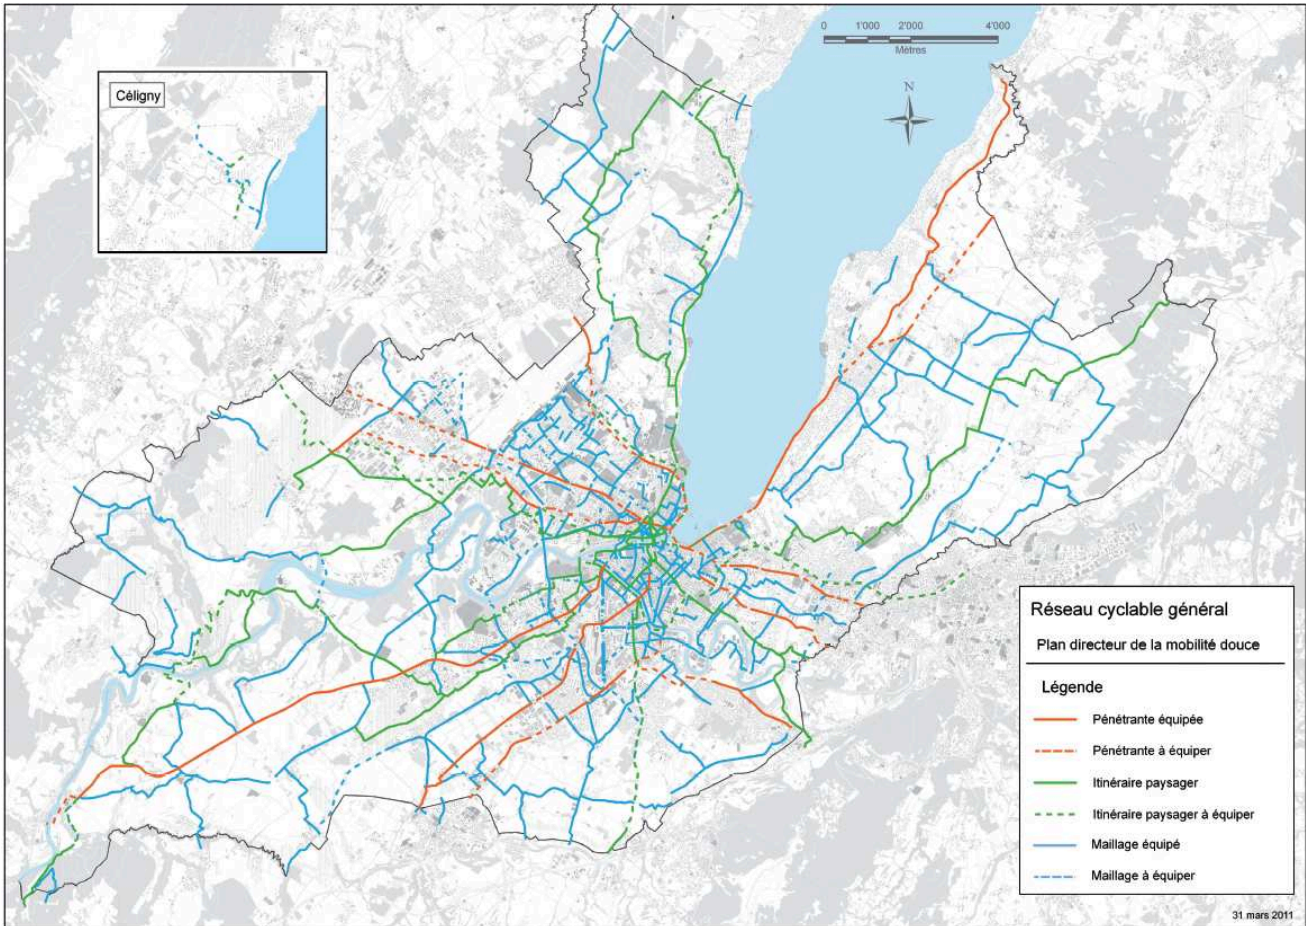 0 1'000 2'000 4'000
Mètres
N
Céligny
Réseau cyclable général
Plan directeur de la mobilité douce
Légende
Pénétrante équipée
Pénétrante à équiper
Itinéraire paysager
Itinéraire paysager à équiper
Maillage équipé
Maillage à équiper
31 mars 2011